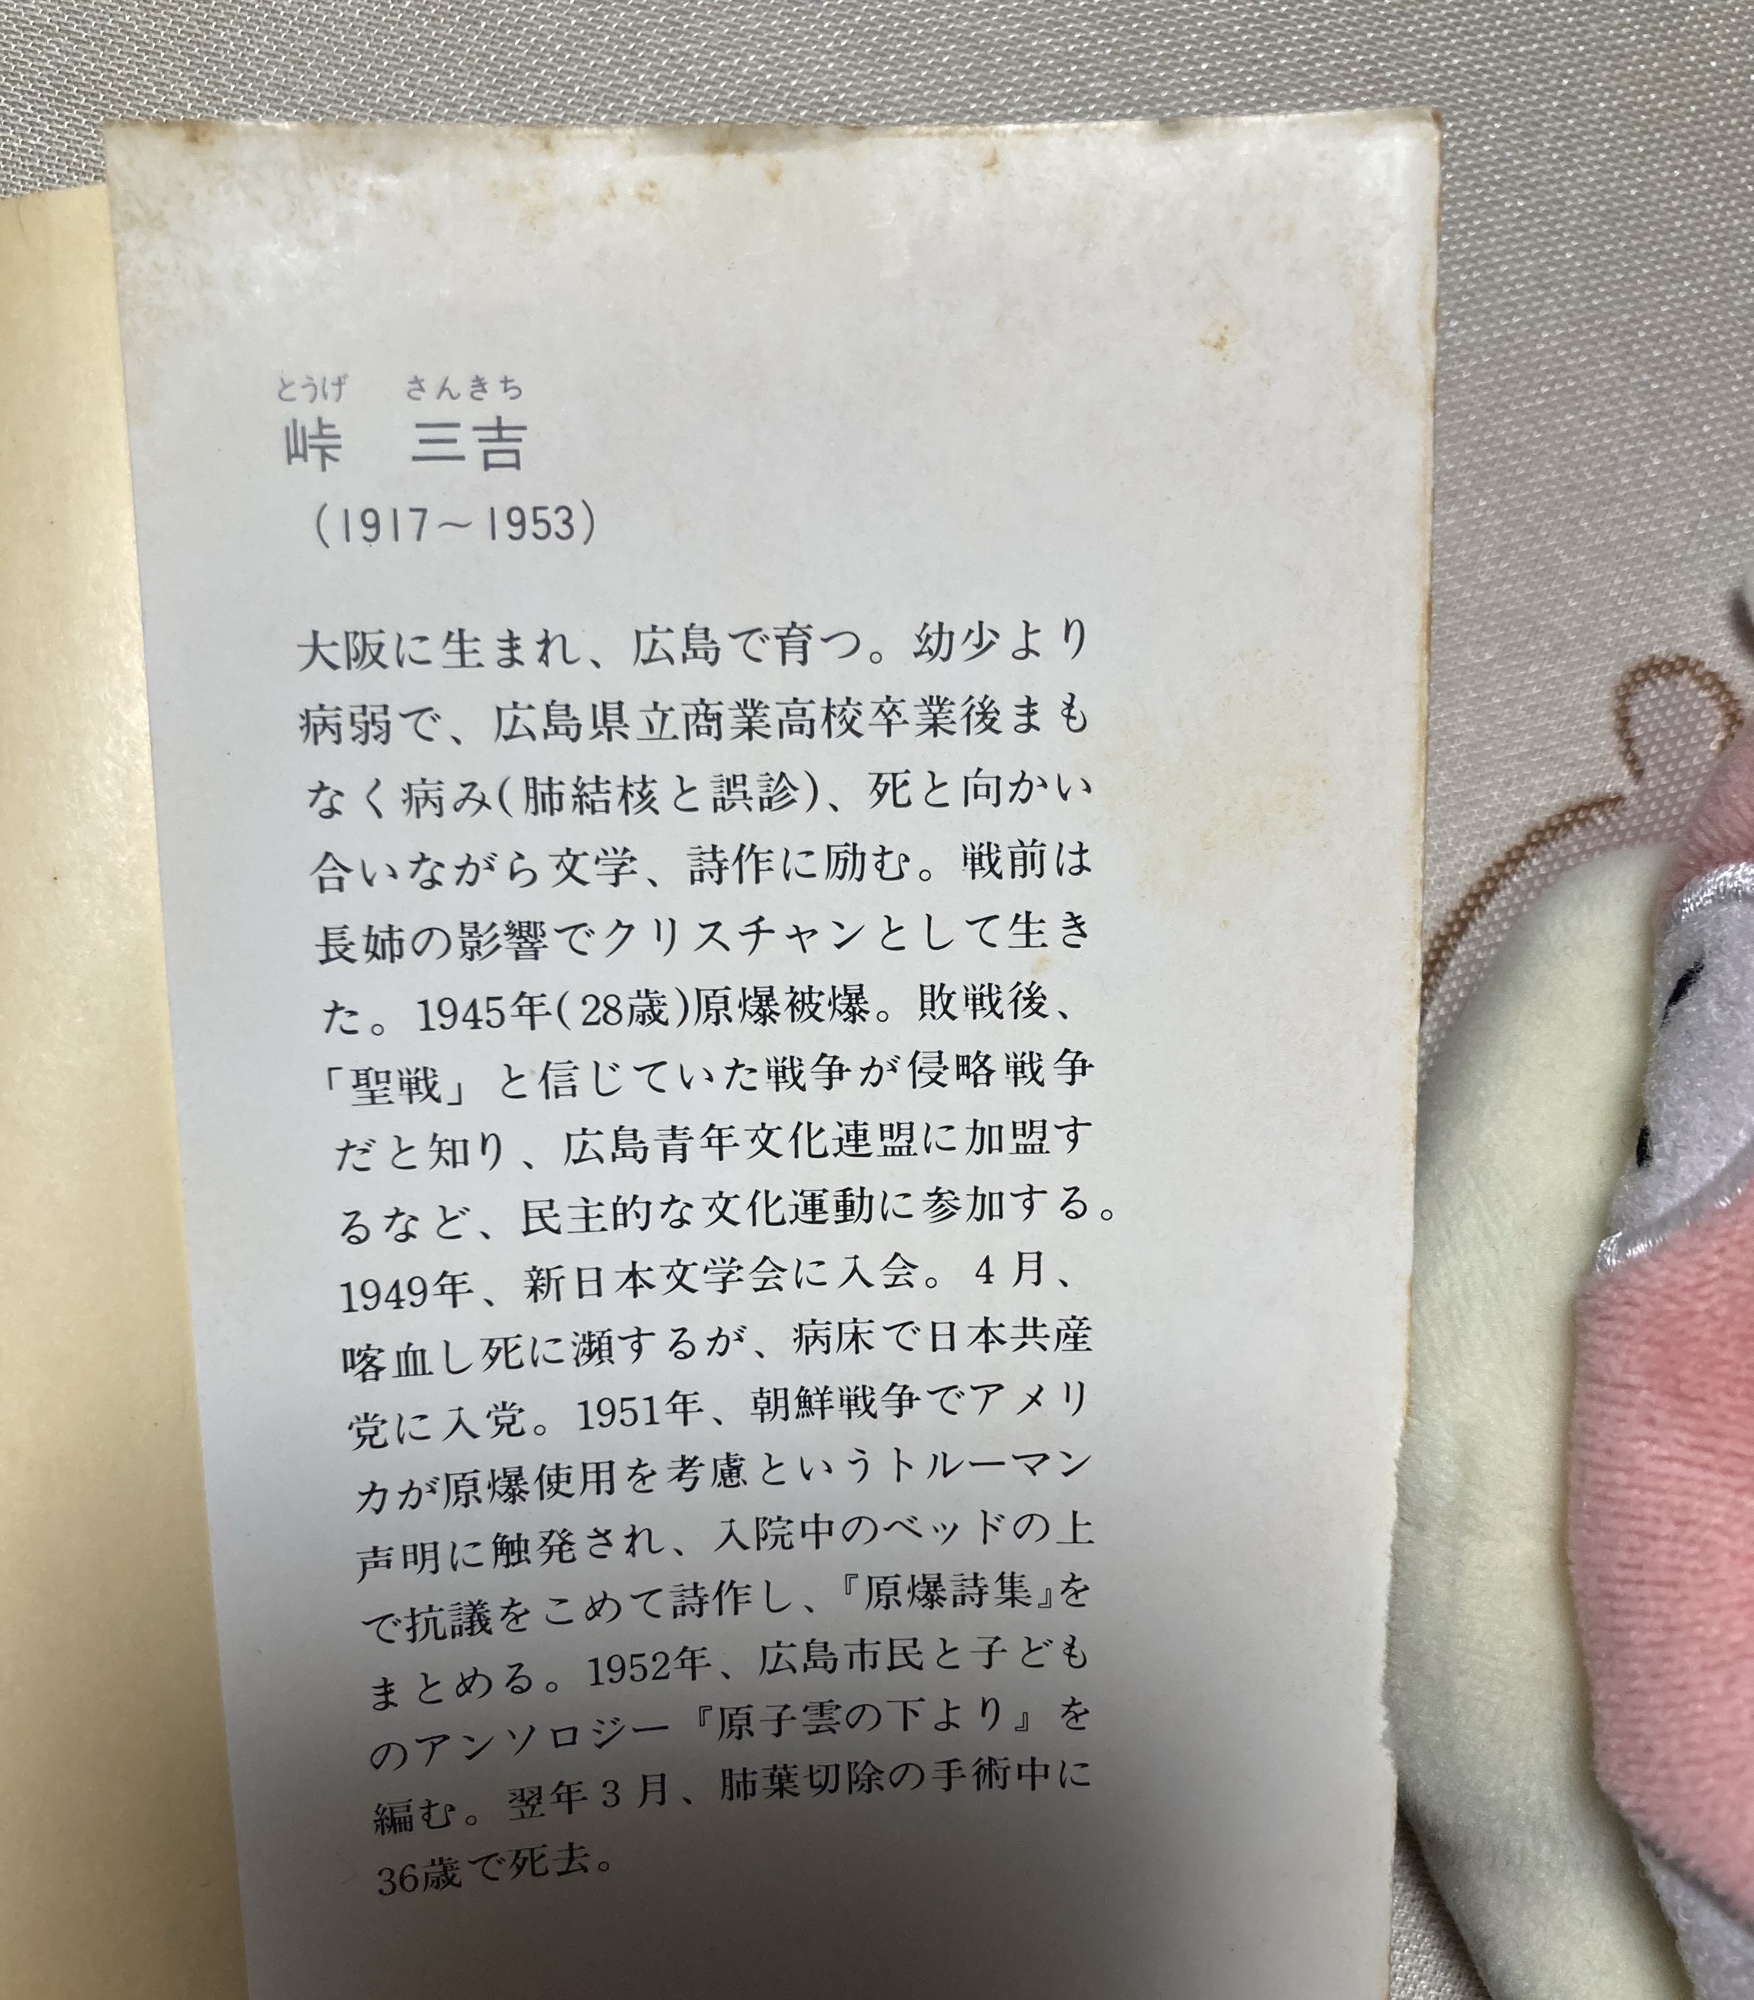 とうげ さんきち
峠 三吉
(1917～1953)
大阪に生まれ、広島で育つ。幼少より
病弱で、広島県立商業高校卒業後まも
なく病み(肺結核と誤診)、死と向かい
合いながら文学、詩作に励む。戦前は
長姉の影響でクリスチャンとして生き
た。1945年(28歳)原爆被爆。敗戦後、
「聖戦」と信じていた戦争が侵略戦争
だと知り、広島青年文化連盟に加盟す
るなど、民主的な文化運動に参加する。
1949年、新日本文学会に入会。4月、
喀血し死に瀕するが、病床で日本共産
党に入党。1951年、朝鮮戦争でアメリ
カが原爆使用を考慮というトルーマン
声明に触発され、入院中のベッドの上
で抗議をこめて詩作し、『原爆詩集』を
まとめる。1952年、広島市民と子ども
のアンソロジー『原子雲の下より』を
編む。翌年3月、肺葉切除の手術中に
36歳で死去。